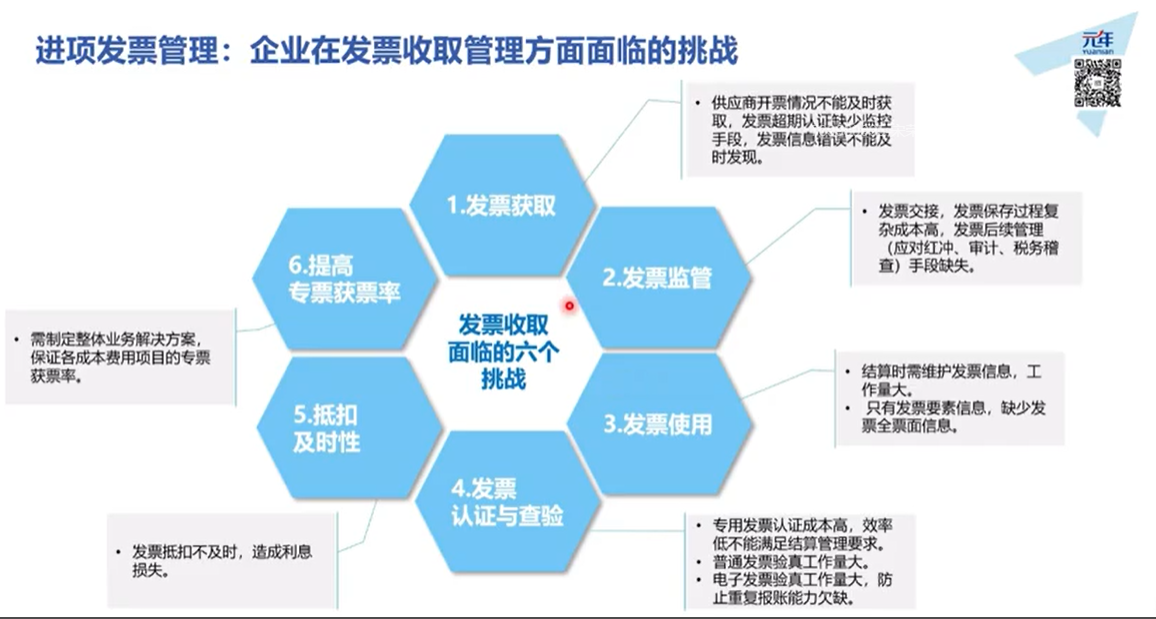 进项发票管理：企业在发票收取管理方面面临的挑战
元年
yuanian
• 供应商开票情况不能及时获
取，发票超期认证缺少监控
手段，发票信息错误不能及
时发现。
1.发票获取
• 发票交接，发票保存过程复
杂成本高，发票后续管理
（应对红冲、审计、税务稽
查）手段缺失。
2.发票监管
6.提高
专票获票率
• 需制定整体业务解决方案，
保证各成本费用项目的专票
获票率。
发票收取
面临的六个
挑战
• 结算时需维护发票信息，工
作量大。
• 只有发票要素信息，缺少发
票全票面信息。
3.发票使用
5.抵扣
及时性
4.发票
认证与查验
• 发票抵扣不及时，造成利息
损失。
• 专用发票认证成本高，效率
低不能满足结算管理要求。
• 普通发票验真工作量大。
• 电子发票验真工作量大，防
止重复报账能力欠缺。